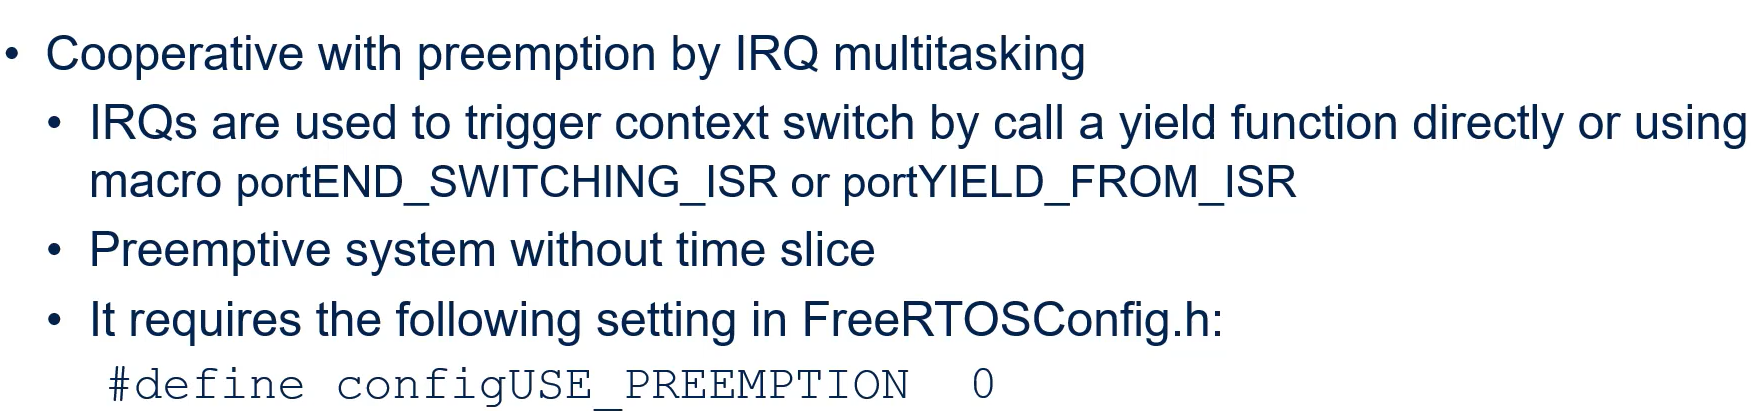 • Cooperative with preemption by IRQ multitasking
• IRQs are used to trigger context switch by call a yield function directly or using
macro portEND_SWITCHING_ISR or portYIELD_FROM_ISR
• Preemptive system without time slice
• It requires the following setting in FreeRTOSConfig.h:
#define configUSE_PREEMPTION 0